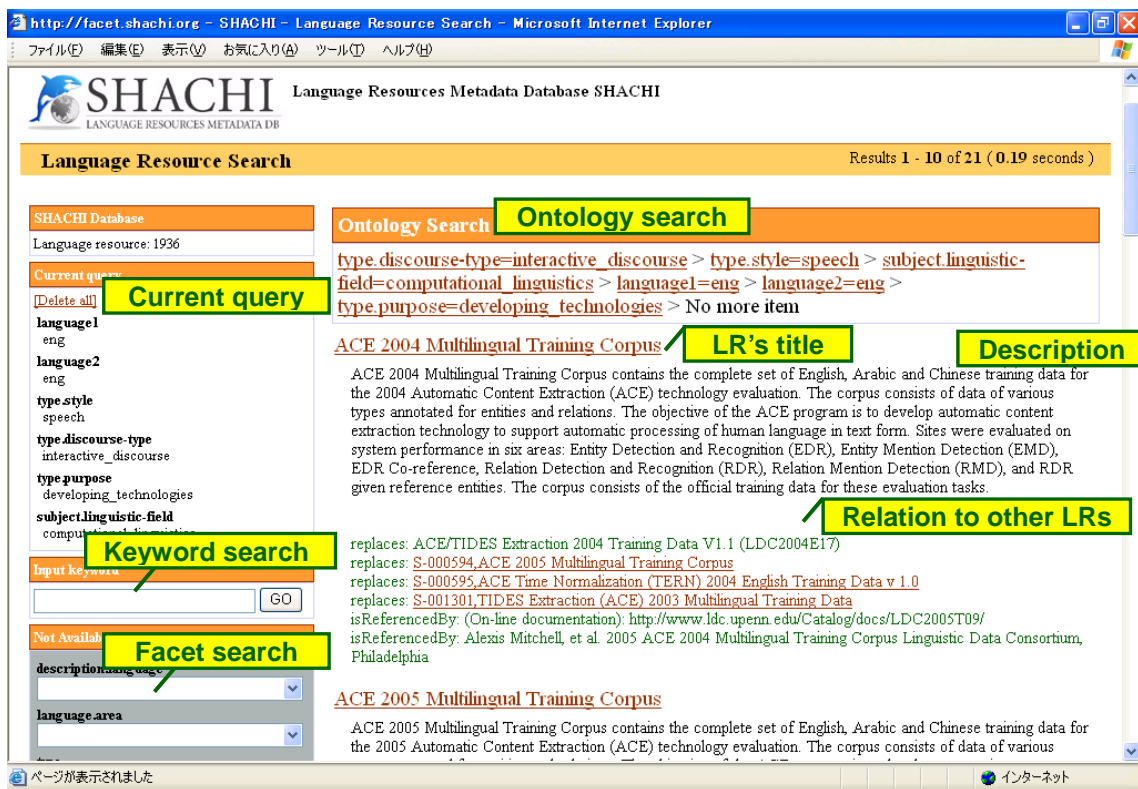 http://facet.shachi.org - SHACHI - Language Resource Search - Microsoft Internet Explorer
ファイル(F) 編集(E) 表示(V) お気に入り(A) ツール(T) ヘルプ(H)
SHACHI
LANGUAGE RESOURCES METADATA DB
Language Resources Metadata Database SHACHI
Language Resource Search
Results 1 - 10 of 21 ( 0.19 seconds )
SHACHI Database
Language resource: 1936
Current query
[Delete all]
Current query
language1
eng
language2
eng
type.style
speech
type.discourse-type
interactive_discourse
type.purpose
developing_technologies
subject.linguistic-field
Keyword search
Input keyword
GO
Not Availab
Facet search
description.language
language.area
Ontology Search
Ontology search
type.discourse-type=interactive_discourse > type.style=speech > subject.linguistic-
field=computational_linguistics > language1=eng > language2=eng >
type.purpose=developing_technologies > No more item
ACE 2004 Multilingual Training Corpus
LR's title
Description
ACE 2004 Multilingual Training Corpus contains the complete set of English, Arabic and Chinese training data for
the 2004 Automatic Content Extraction (ACE) technology evaluation. The corpus consists of data of various
types annotated for entities and relations. The objective of the ACE program is to develop automatic content
extraction technology to support automatic processing of human language in text form. Sites were evaluated on
system performance in six areas: Entity Detection and Recognition (EDR), Entity Mention Detection (EMD),
EDR Co-reference, Relation Detection and Recognition (RDR), Relation Mention Detection (RMD), and RDR
given reference entities. The corpus consists of the official training data for these evaluation tasks.
Relation to other LRs
replaces: ACE/TIDES Extraction 2004 Training Data V1.1 (LDC2004E17)
replaces: S-000594,ACE 2005 Multilingual Training Corpus
replaces: S-000595,ACE Time Normalization (TERN) 2004 English Training Data v 1.0
replaces: S-001301,TIDES Extraction (ACE) 2003 Multilingual Training Data
isReferencedBy: (On-line documentation): http://www.ldc.upenn.edu/Catalog/docs/LDC2005T09/
isReferencedBy: Alexis Mitchell, et al. 2005 ACE 2004 Multilingual Training Corpus Linguistic Data Consortium,
Philadelphia
ACE 2005 Multilingual Training Corpus
ACE 2005 Multilingual Training Corpus contains the complete set of English, Arabic and Chinese training data for
the 2005 Automatic Content Extraction (ACE) technology evaluation. The corpus consists of data of various
ページが表示されました
インターネット